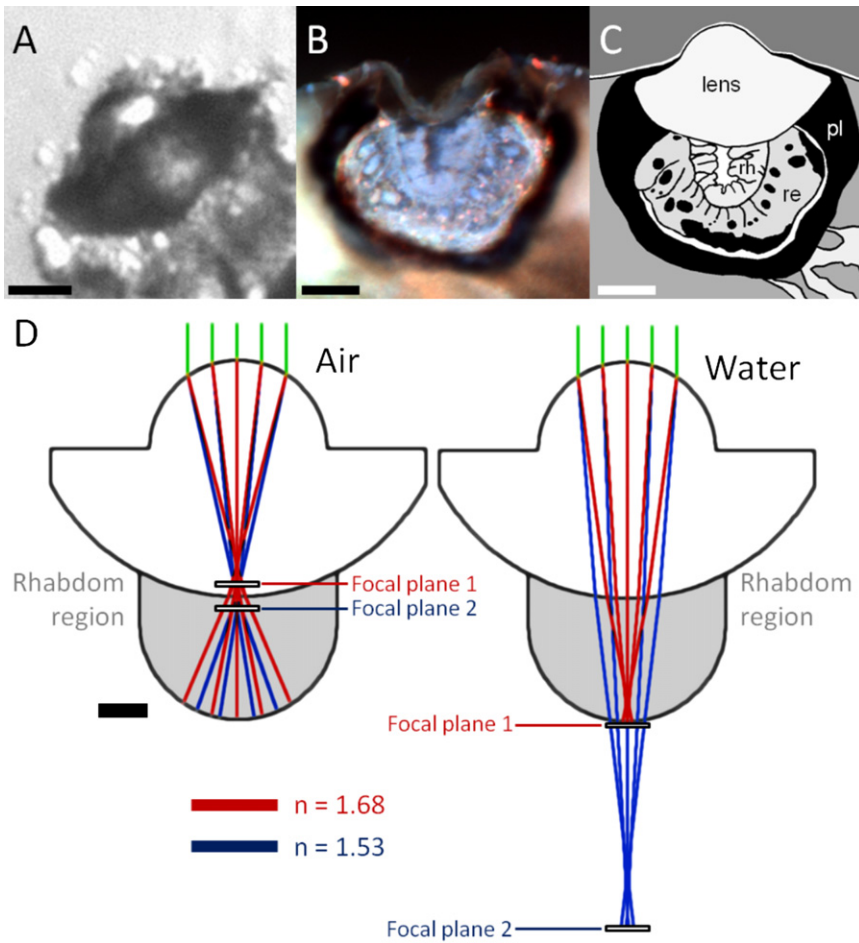 A
B
C
lens
pl
rh
re
D
Air
Water
Rhabdom
region
Focal plane 1
Focal plane 2
Rhabdom
region
Focal plane 1
n = 1.68
n = 1.53
Focal plane 2